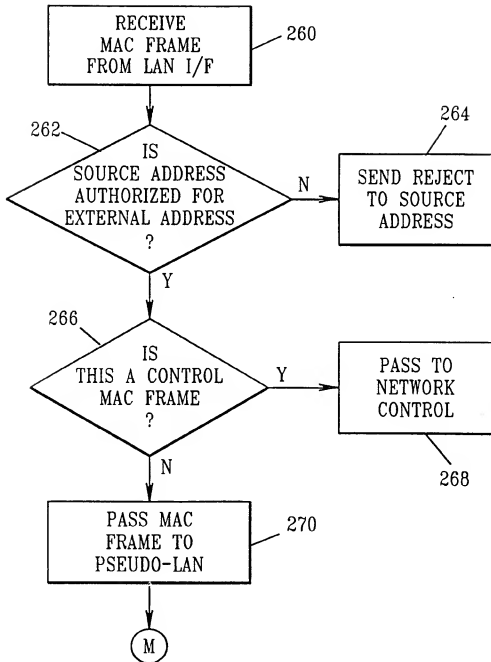 RECEIVE
MAC FRAME
FROM LAN I/F
260
262
IS
SOURCE ADDRESS
AUTHORIZED FOR
EXTERNAL ADDRESS
?
N
264
SEND REJECT
TO SOURCE
ADDRESS
Y
266
IS
THIS A CONTROL
MAC FRAME
?
Y
PASS TO
NETWORK
CONTROL
268
N
PASS MAC
FRAME TO
PSEUDO-LAN
270
M